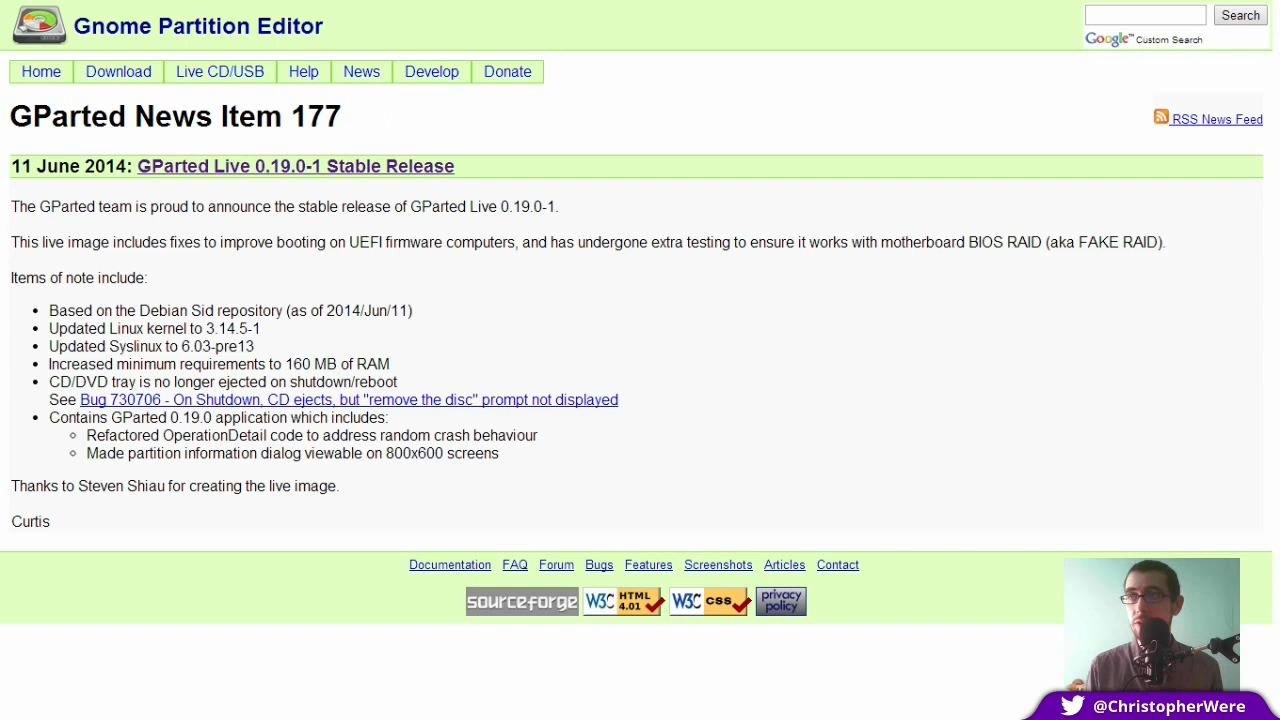 Gnome Partition Editor
Search
Google™ Custom Search
Home Download Live CD/USB Help News Develop Donate
GParted News Item 177
RSS News Feed
11 June 2014: GParted Live 0.19.0-1 Stable Release
The GParted team is proud to announce the stable release of GParted Live 0.19.0-1.
This live image includes fixes to improve booting on UEFI firmware computers, and has undergone extra testing to ensure it works with motherboard BIOS RAID (aka FAKE RAID).
Items of note include:
• Based on the Debian Sid repository (as of 2014/Jun/11)
• Updated Linux kernel to 3.14.5-1
• Updated Syslinux to 6.03-pre13
• Increased minimum requirements to 160 MB of RAM
• CD/DVD tray is no longer ejected on shutdown/reboot
See Bug 730706 - On Shutdown, CD ejects, but "remove the disc" prompt not displayed
• Contains GParted 0.19.0 application which includes:
◦ Refactored OperationDetail code to address random crash behaviour
◦ Made partition information dialog viewable on 800x600 screens
Thanks to Steven Shiau for creating the live image.
Curtis
Documentation FAQ Forum Bugs Features Screenshots Articles Contact
sourceforge W3C HTML 4.01 W3C css privacy policy
@ChristopherWere